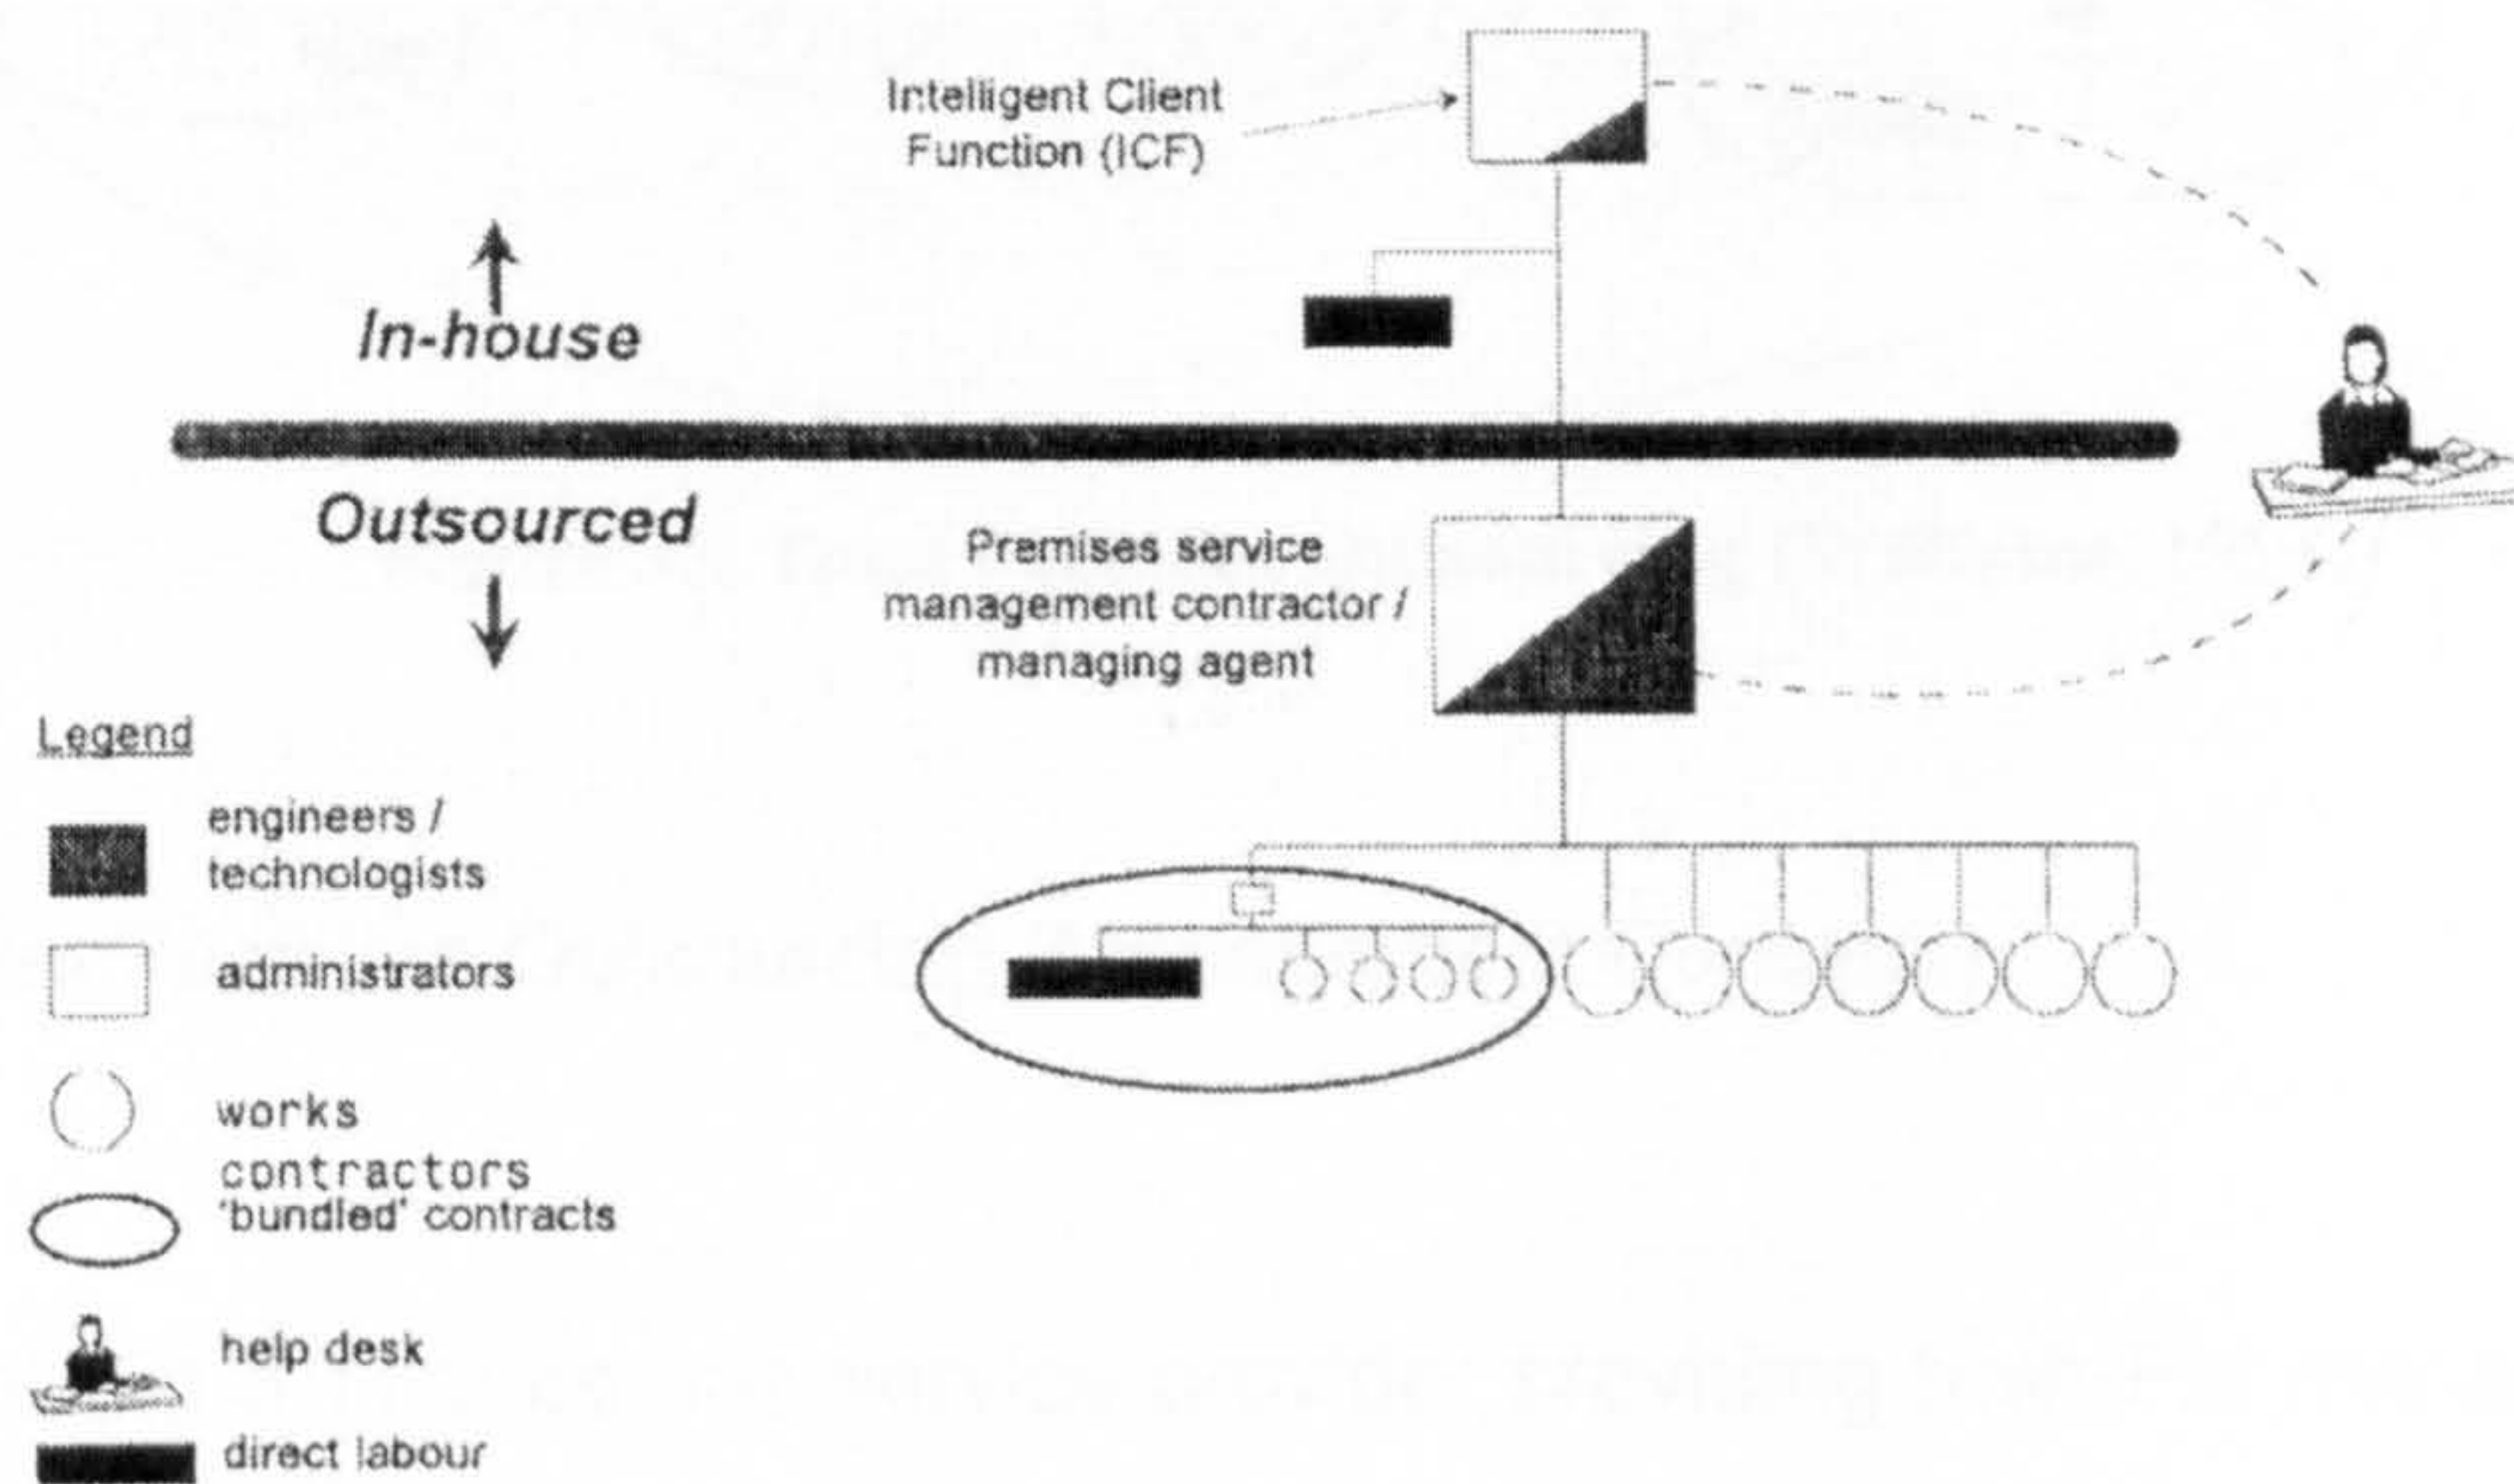 Intelligent Client
Function (ICF)
In-house
Outsourced
Premises service
management contractor /
managing agent
Legend
engineers /
technologists
administrators
works
contractors
'bundled' contracts
help desk
direct labour